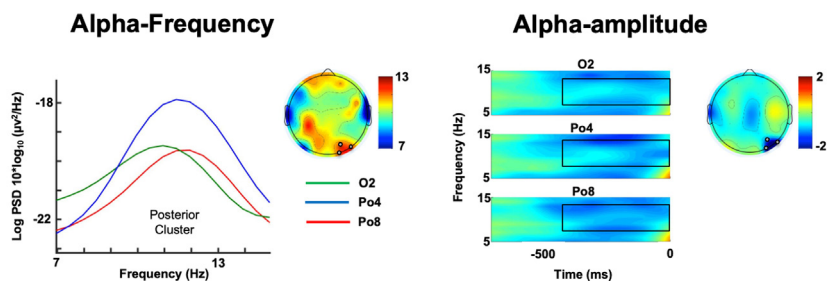 Alpha-Frequency
Log PSD 10*log₁₀ (μv²/Hz)
-18
-22
7
13
Frequency (Hz)
Posterior
Cluster
13
7
O2
Po4
Po8
Alpha-amplitude
Frequency (Hz)
O2
15
5
Po4
15
5
Po8
15
5
-500
0
Time (ms)
2
-2